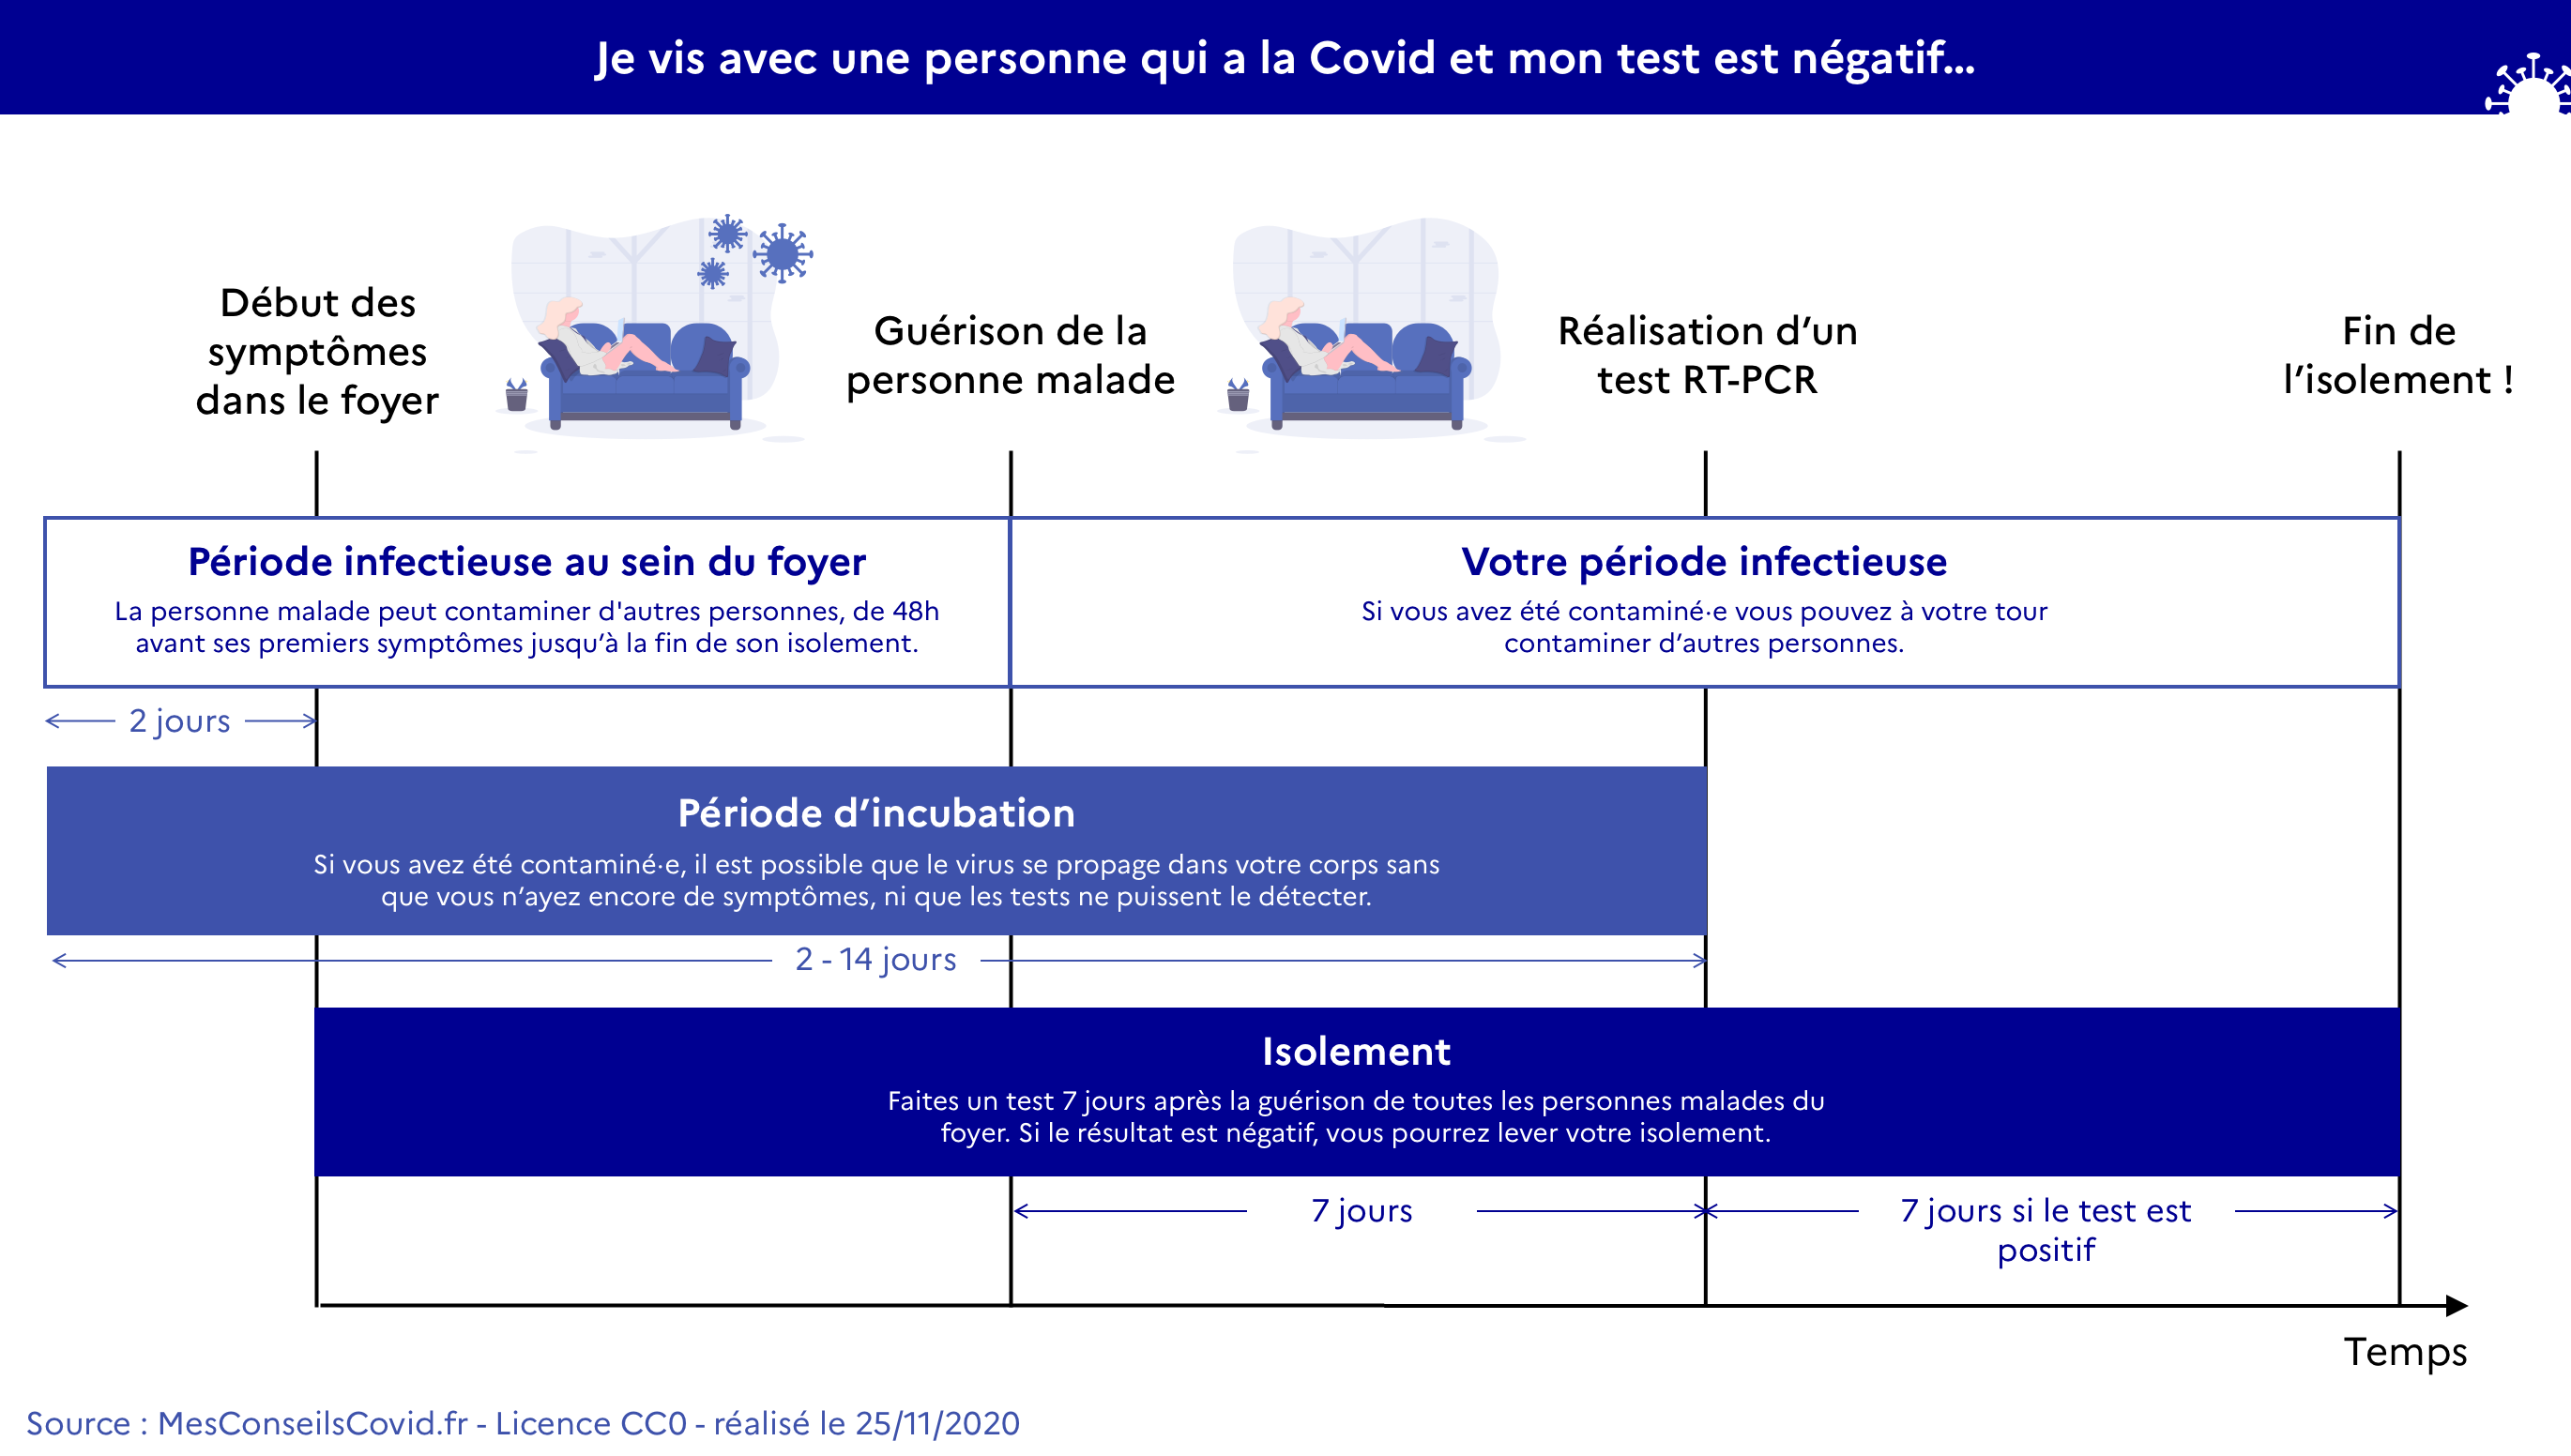 Je vis avec une personne qui a la Covid et mon test est négatif...
Début des
symptômes
dans le foyer
Guérison de la
personne malade
Réalisation d’un
test RT-PCR
Fin de
l’isolement !
Période infectieuse au sein du foyer
La personne malade peut contaminer d'autres personnes, de 48h
avant ses premiers symptômes jusqu’à la fin de son isolement.
Votre période infectieuse
Si vous avez été contaminé·e vous pouvez à votre tour
contaminer d’autres personnes.
2 jours
Période d’incubation
Si vous avez été contaminé·e, il est possible que le virus se propage dans votre corps sans
que vous n’ayez encore de symptômes, ni que les tests ne puissent le détecter.
2 - 14 jours
Isolement
Faites un test 7 jours après la guérison de toutes les personnes malades du
foyer. Si le résultat est négatif, vous pourrez lever votre isolement.
7 jours
7 jours si le test est
positif
Temps
Source : MesConseilsCovid.fr - Licence CC0 - réalisé le 25/11/2020